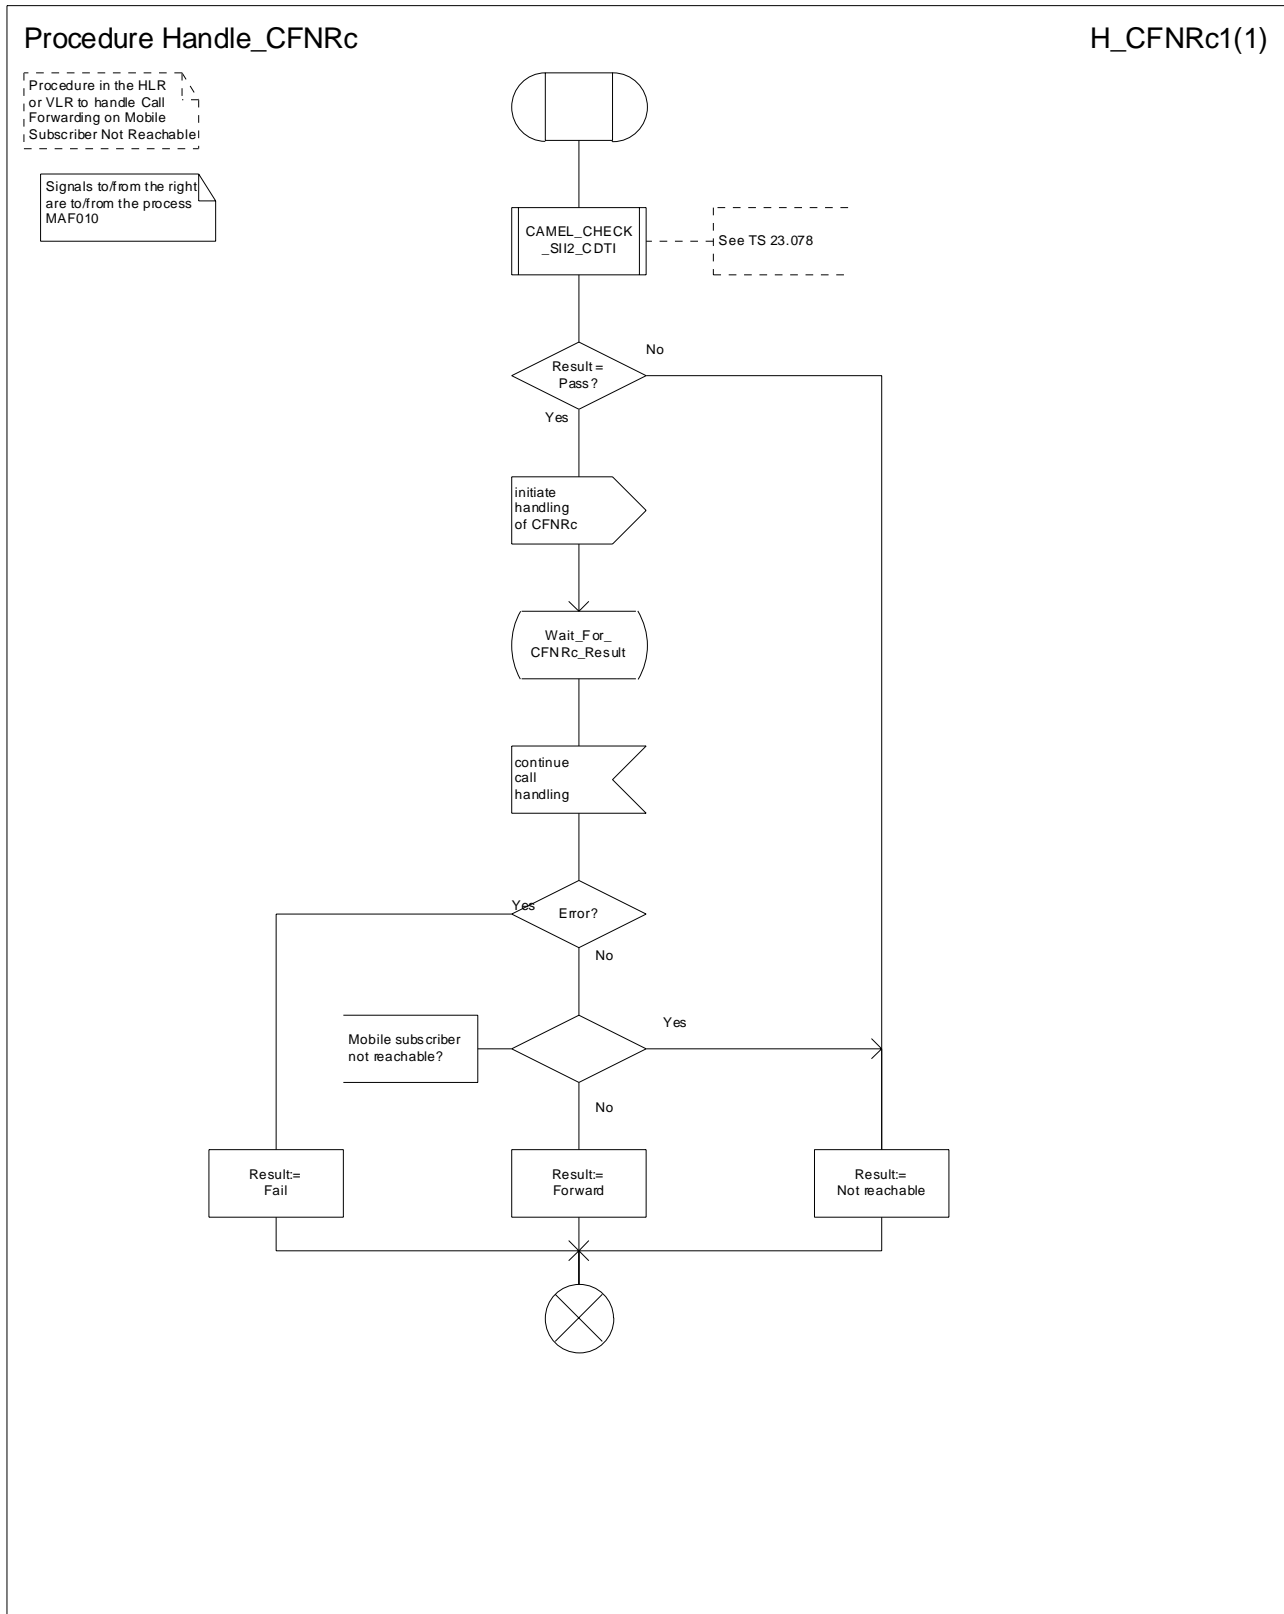 Procedure Handle_CFNRc
H_CFNRc1(1)
Procedure in the HLR
or VLR to handle Call
Forwarding on Mobile
Subscriber Not Reachable
Signals to/from the right
are to/from the process
MAF010
CAMEL_CHECK
_SII2_CDTI
See TS 23.078
Result =
Pass?
No
Yes
initiate
handling
of CFNRc
Wait_For_
CFNRc_Result
continue
call
handling
Yes
Error?
No
Mobile subscriber
not reachable?
Yes
No
Result:=
Fail
Result:=
Forward
Result:=
Not reachable